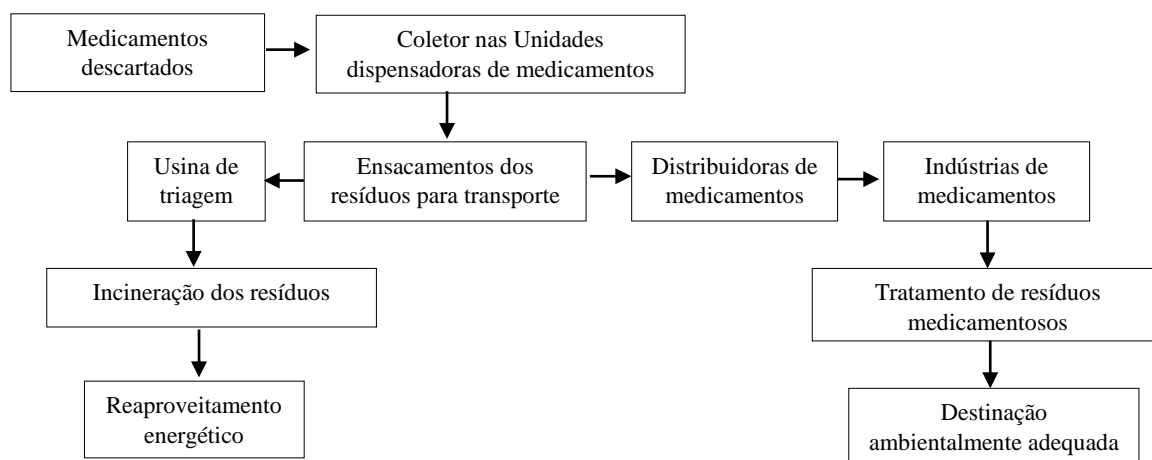 Medicamentos
descartados
Coletor nas Unidades
dispensadoras de medicamentos
Usina de
triagem
Ensacamentos dos
resíduos para transporte
Distribuidoras de
medicamentos
Indústrias de
medicamentos
Incineração dos resíduos
Tratamento de resíduos
medicamentosos
Reaproveitamento
energético
Destinação
ambientalmente adequada